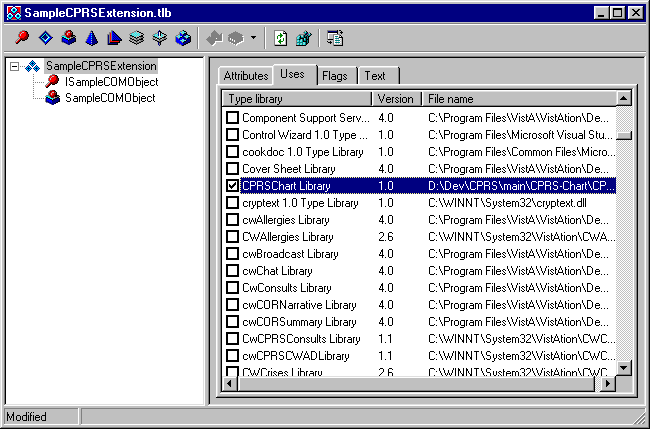 SampleCPRSExtension.tlb
SampleCPRSExtension
ISampleCOMObject
SampleCOMObject
Attributes Uses Flags Text
Type library Version File name
Component Support Serv... 4.0 C:\Program Files\VistA\VistAtion\De...
Control Wizard 1.0 Type ... 1.0 C:\Program Files\Microsoft Visual Stu...
cookdoc 1.0 Type Library 1.0 C:\Program Files\Common Files\Micro...
Cover Sheet Library 4.0 C:\Program Files\VistA\VistAtion\De...
CPRSChart Library 1.0 D:\Dev\CPRS\main\CPRS-Chart\CP...
cryptext 1.0 Type Library 1.0 C:\WINNT\System32\cryptext.dll
cwAllergies Library 4.0 C:\Program Files\VistA\VistAtion\De...
CWAllergies Library 2.6 C:\WINNT\System32\VistAtion\CWA...
cwBroadcast Library 4.0 C:\Program Files\VistA\VistAtion\De...
cwChat Library 4.0 C:\Program Files\VistA\VistAtion\De...
CwConsults Library 4.0 C:\Program Files\VistA\VistAtion\De...
cwCORNarrative Library 4.0 C:\Program Files\VistA\VistAtion\De...
cwCORSummary Library 4.0 C:\Program Files\VistA\VistAtion\De...
CwCPRSConsults Library 1.1 C:\WINNT\System32\VistAtion\CWC...
cwCPRSCWADLibrary 1.1 C:\WINNT\System32\VistAtion\CWC...
CWCrises Library 2.6 C:\WINNT\System32\VistAtion\CWC...
Modified